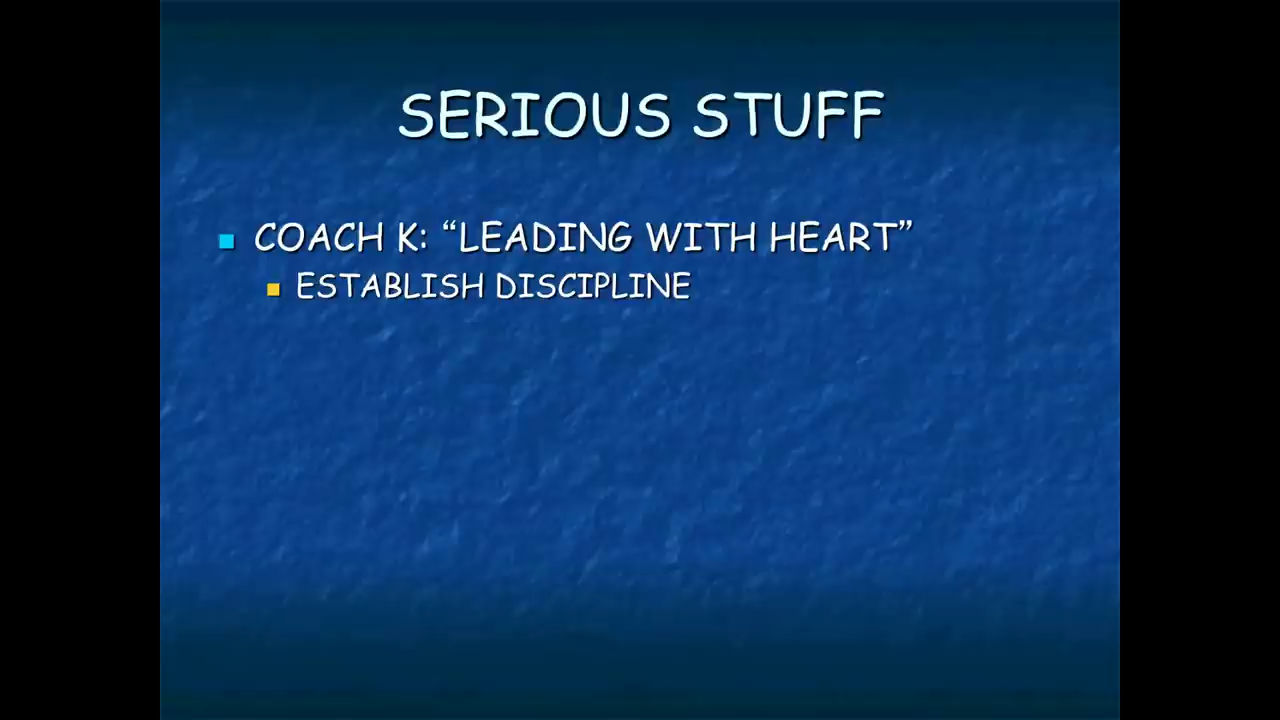 SERIOUS STUFF
COACH K: “LEADING WITH HEART”
ESTABLISH DISCIPLINE